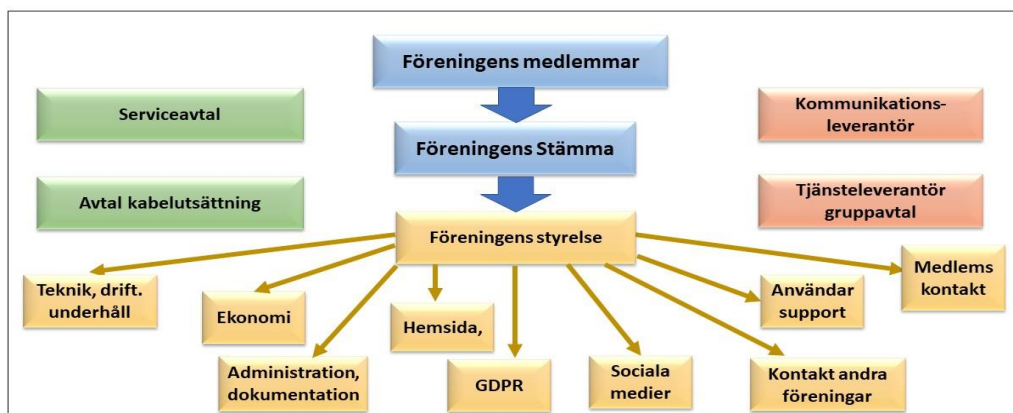 Föreningens medlemmar
Serviceavtal
Kommunikations-
leverantör
Föreningens Stämma
Avtal kabelutsättning
Tjänsteleverantör
gruppavtal
Föreningens styrelse
Teknik, drift.
underhåll
Ekonomi
Hemsida,
Användar
support
Medlems
kontakt
Administration,
dokumentation
GDPR
Sociala
medier
Kontakt andra
föreningar